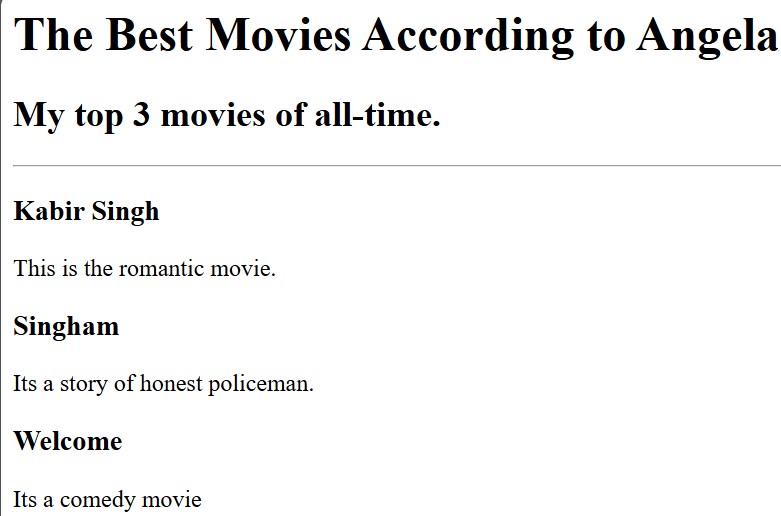 The Best Movies According to Angela
My top 3 movies of all-time.
Kabir Singh
This is the romantic movie.
Singham
Its a story of honest policeman.
Welcome
Its a comedy movie